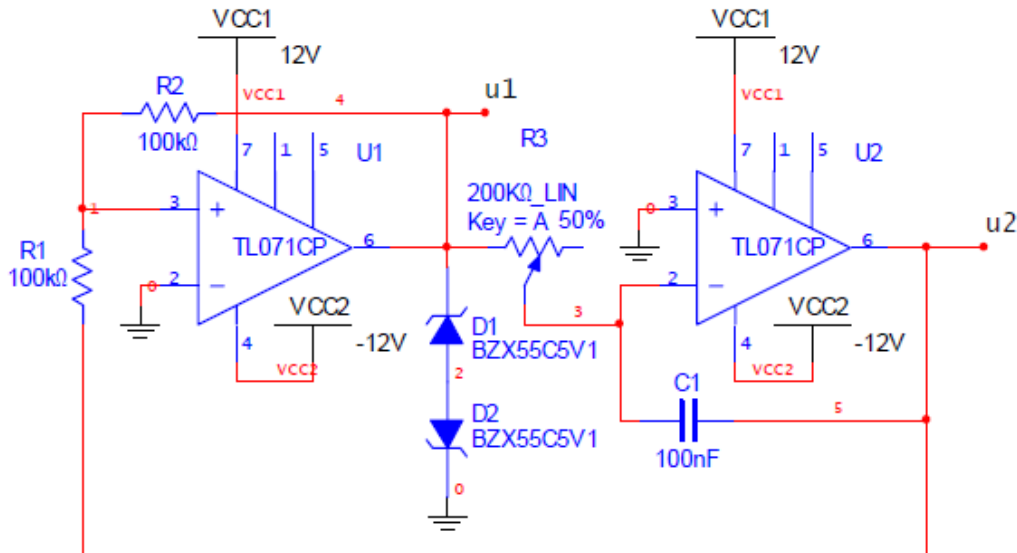 VCC1
12V
VCC1
R2
100kΩ
4
u1
7
1
5
U1
1
3
+
TL071CP
6
R1
100kΩ
0
2
−
4
VCC2
-12V
VCC2
R3
200KΩ_LIN
Key = A 50%
3
D1
BZX55C5V1
2
D2
BZX55C5V1
0
VCC1
12V
VCC1
7
1
5
U2
0
3
+
TL071CP
6
u2
2
−
4
VCC2
-12V
VCC2
C1
100nF
5